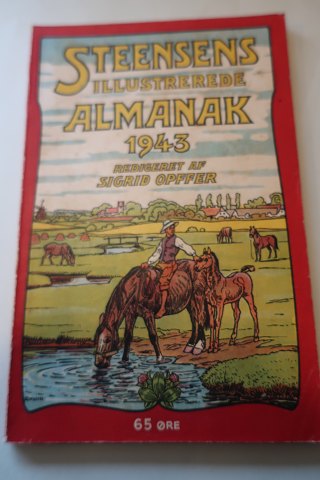 STEENSENS
ILLUSTREREDE
ALMANAK
1943
REDIGERET AF
SIGRID OPFFER
65 ØRE